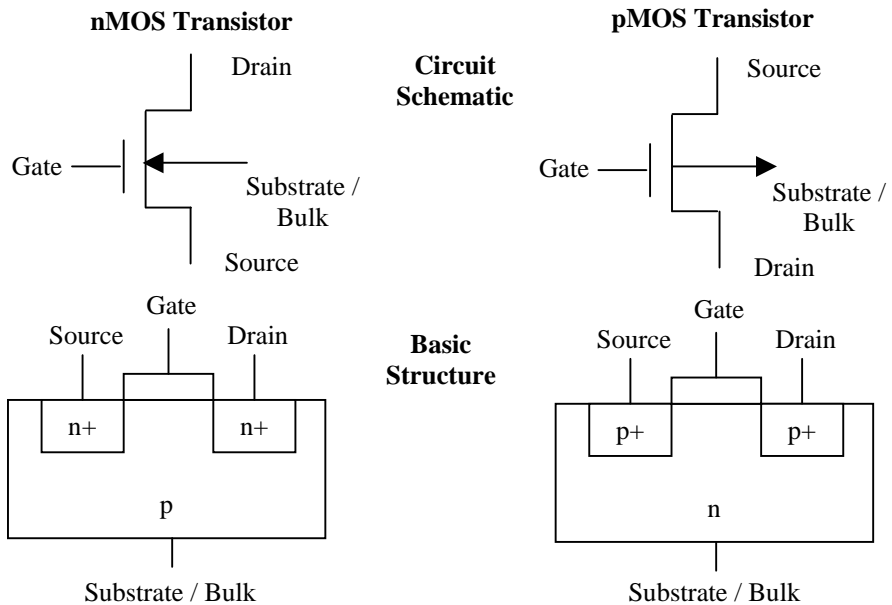 nMOS Transistor
pMOS Transistor
Circuit
Schematic
Drain
Gate
Substrate /
Bulk
Source
Source
Gate
Substrate /
Bulk
Drain
Basic
Structure
Gate
Source
Drain
n+
n+
p
Substrate / Bulk
Gate
Source
Drain
p+
p+
n
Substrate / Bulk